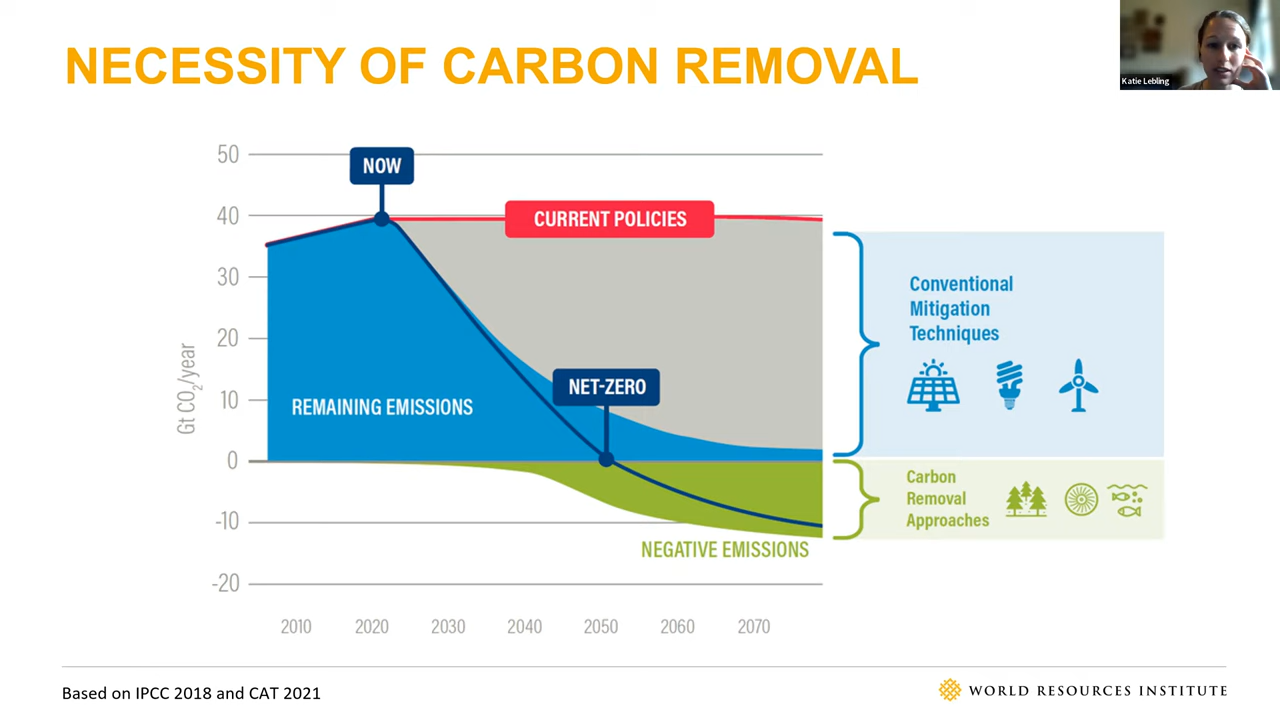 NECESSITY OF CARBON REMOVAL
Katie Lebling
50
40
30
20
10
0
-10
-20
Gt CO₂/year
NOW
CURRENT POLICIES
REMAINING EMISSIONS
NET-ZERO
NEGATIVE EMISSIONS
2010 2020 2030 2040 2050 2060 2070
Conventional
Mitigation
Techniques
Carbon
Removal
Approaches
Based on IPCC 2018 and CAT 2021
WORLD RESOURCES INSTITUTE